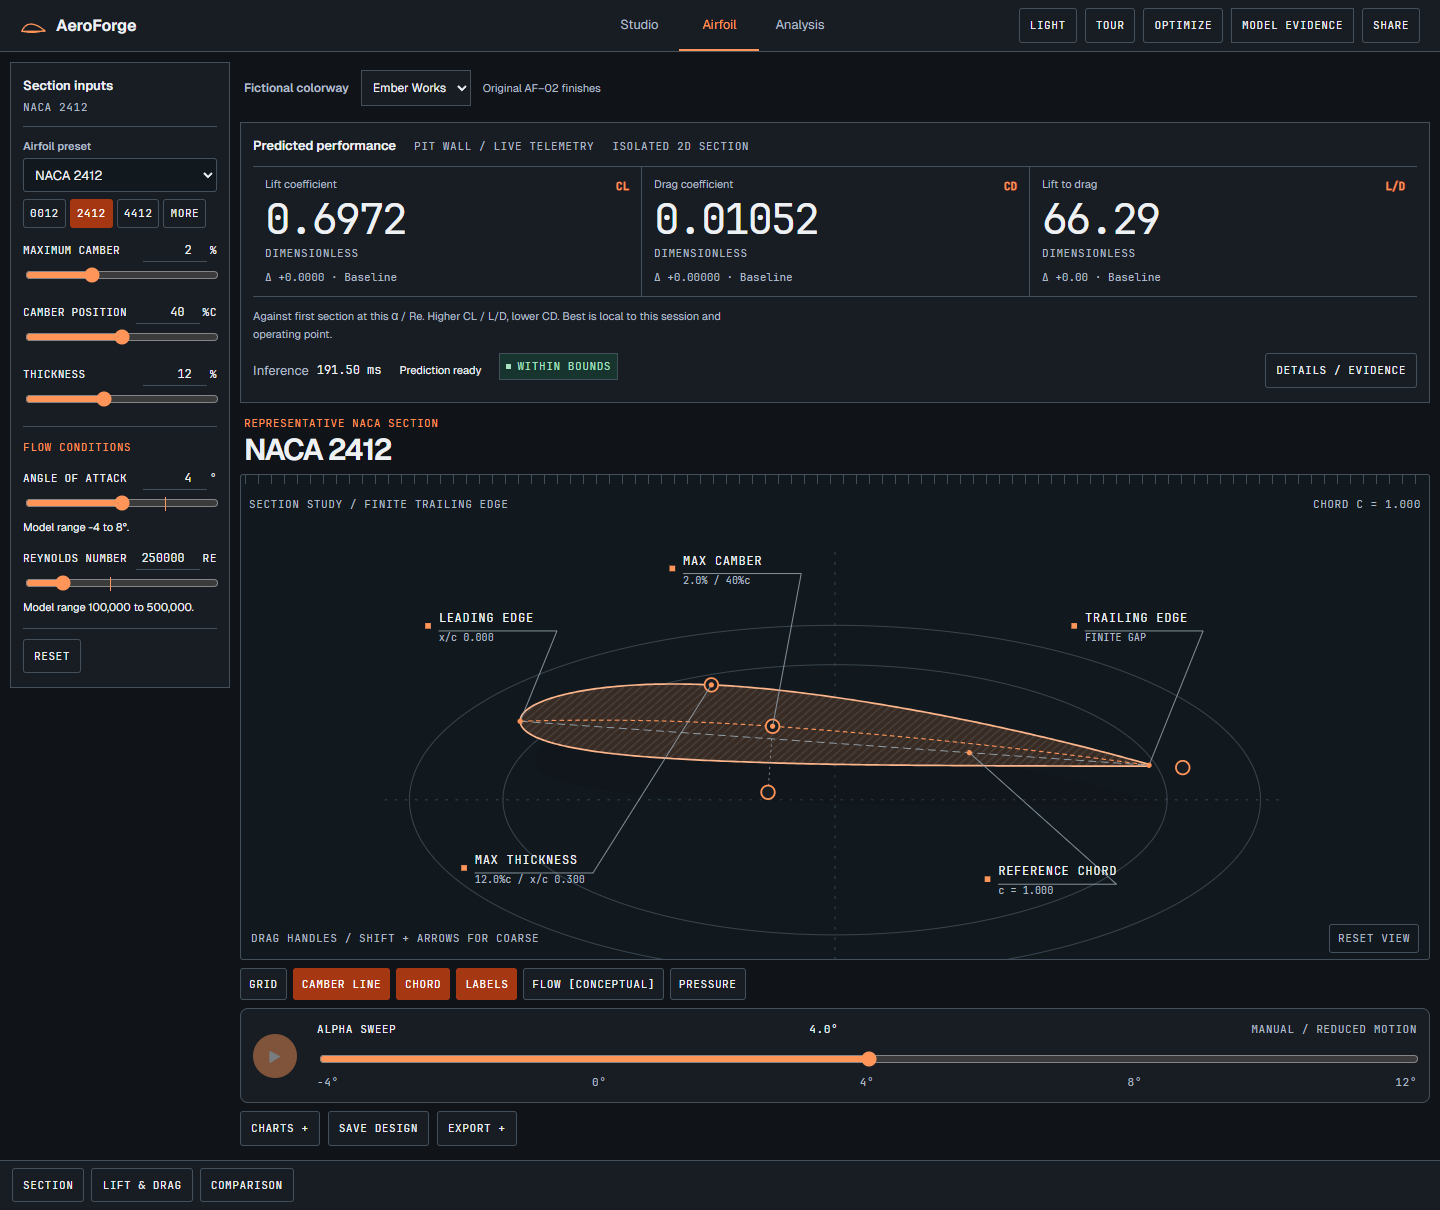 AeroForge
Studio
Airfoil
Analysis
LIGHT
TOUR
OPTIMIZE
MODEL EVIDENCE
SHARE
Section inputs
NACA 2412
Airfoil preset
NACA 2412
0012
2412
4412
MORE
MAXIMUM CAMBER 2 %
CAMBER POSITION 40 %C
THICKNESS 12 %
FLOW CONDITIONS
ANGLE OF ATTACK 4 °
Model range -4 to 8°.
REYNOLDS NUMBER 250000 RE
Model range 100,000 to 500,000.
RESET
Fictional colorway
Ember Works
Original AF-02 finishes
Predicted performance PIT WALL / LIVE TELEMETRY ISOLATED 2D SECTION
Lift coefficient CL
0.6972
DIMENSIONLESS
Δ +0.0000 · Baseline
Drag coefficient CD
0.01052
DIMENSIONLESS
Δ +0.00000 · Baseline
Lift to drag L/D
66.29
DIMENSIONLESS
Δ +0.00 · Baseline
Against first section at this α / Re. Higher CL / L/D, lower CD. Best is local to this session and
operating point.
Inference 191.50 ms Prediction ready WITHIN BOUNDS
DETAILS / EVIDENCE
REPRESENTATIVE NACA SECTION
NACA 2412
SECTION STUDY / FINITE TRAILING EDGE
CHORD C = 1.000
MAX CAMBER
2.0% / 40%c
LEADING EDGE
x/c 0.000
TRAILING EDGE
FINITE GAP
MAX THICKNESS
12.0%c / x/c 0.300
REFERENCE CHORD
c = 1.000
DRAG HANDLES / SHIFT + ARROWS FOR COARSE
RESET VIEW
GRID
CAMBER LINE
CHORD
LABELS
FLOW [CONCEPTUAL]
PRESSURE
ALPHA SWEEP
4.0°
MANUAL / REDUCED MOTION
-4° 0° 4° 8° 12°
CHARTS +
SAVE DESIGN
EXPORT +
SECTION
LIFT & DRAG
COMPARISON